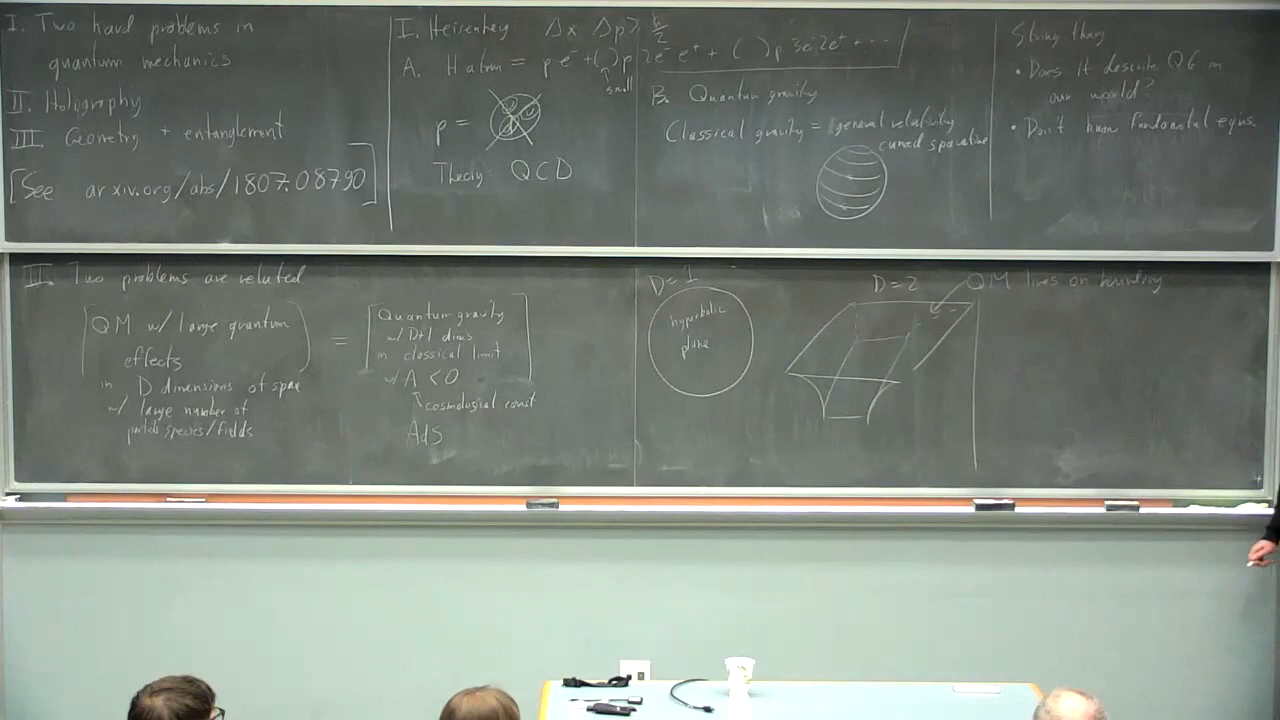 I. Two hard problems in
quantum mechanics
II. Holography
III. Geometry + entanglement
[See arxiv.org/abs/1807.08790]
I. Heisenberg Δx Δp > ħ/2
A. H atom = p e⁻ + ( ) p 2e⁻ e⁺ + ( ) p 3e⁻ 2e⁺ + ...
small
p =
Theory: QCD
B. Quantum gravity
Classical gravity = general relativity
curved spacetime
String theory
• Does it describe QG in
our world?
• Don't know fundamental eqns.
II. Two problems are related
QM w/ large quantum
effects
in D dimensions of space
w/ large number of
species/fields
=
Quantum gravity
w/ D+1 dims
in classical limit
w/ Λ < 0
cosmological const
AdS
D=1
hyperbolic
plane
D=2
QM lives on boundary